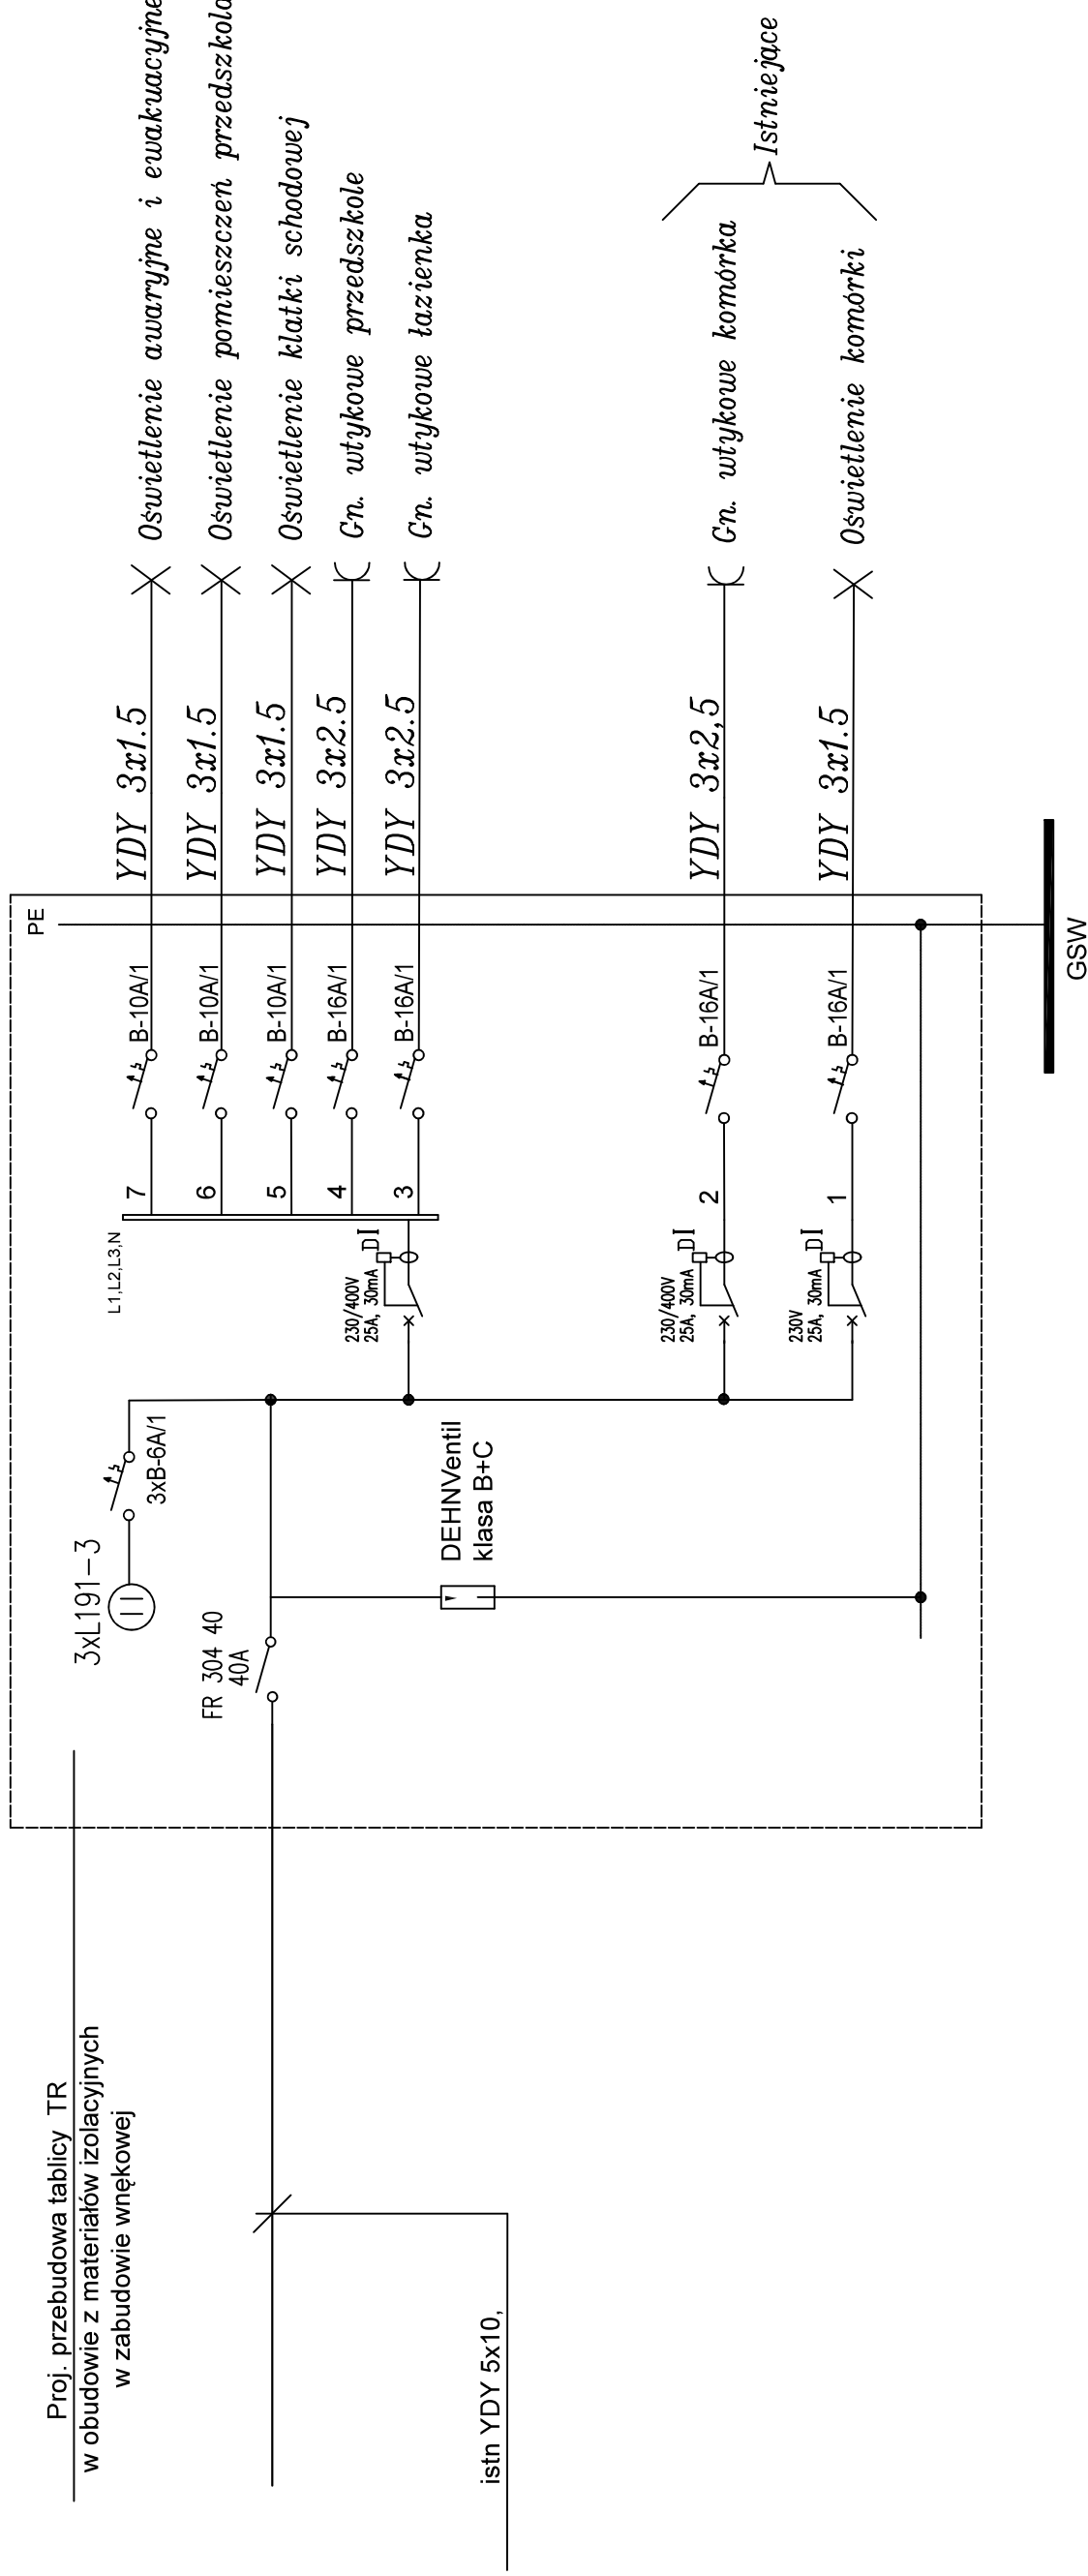 Proj. przebudowa tablicy TR
w obudowie z materiałów izolacyjnych
w zabudowie wnękowej
istn YDY 5x10,
FR 304 40
40A
3xL191-3
3xB-6A/1
DEHNVentil
klasa B+C
L1,L2,L3,N
230/400V
25A, 30mA
DI
230/400V
25A, 30mA
DI
230V
25A, 30mA
DI
PE
7
B-10A/1
YDY 3x1.5
Oświetlenie awaryjne i ewakuacyjne
6
B-10A/1
YDY 3x1.5
Oświetlenie pomieszczeń przedszkola
5
B-10A/1
YDY 3x1.5
Oświetlenie klatki schodowej
4
B-16A/1
YDY 3x2.5
Gn. wtykowe przedszkole
3
B-16A/1
YDY 3x2.5
Gn. wtykowe łazienka
2
B-16A/1
YDY 3x2,5
Gn. wtykowe komórka
1
B-16A/1
YDY 3x1.5
Oświetlenie komórki
Istniejące
GSW